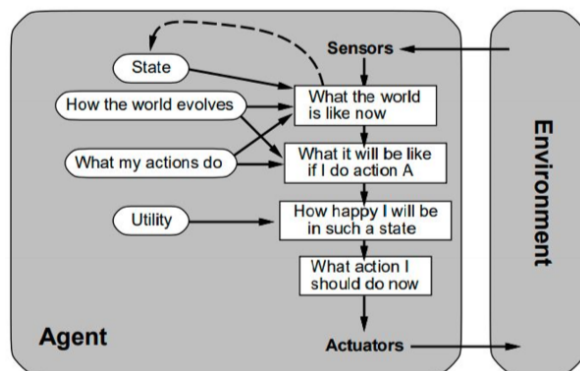 Sensors
State
How the world evolves
What the world
is like now
What my actions do
What it will be like
if I do action A
Utility
How happy I will be
in such a state
What action I
should do now
Agent
Actuators
Environment